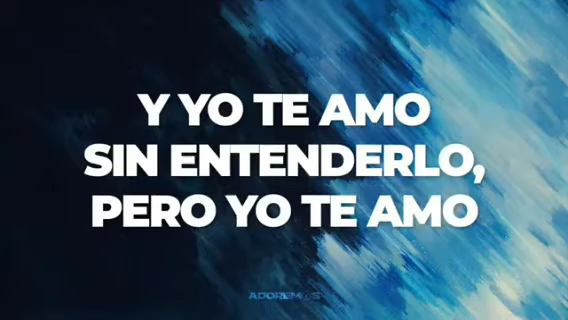 Y YO TE AMO
SIN ENTENDERLO,
PERO YO TE AMO
ADOREMOS